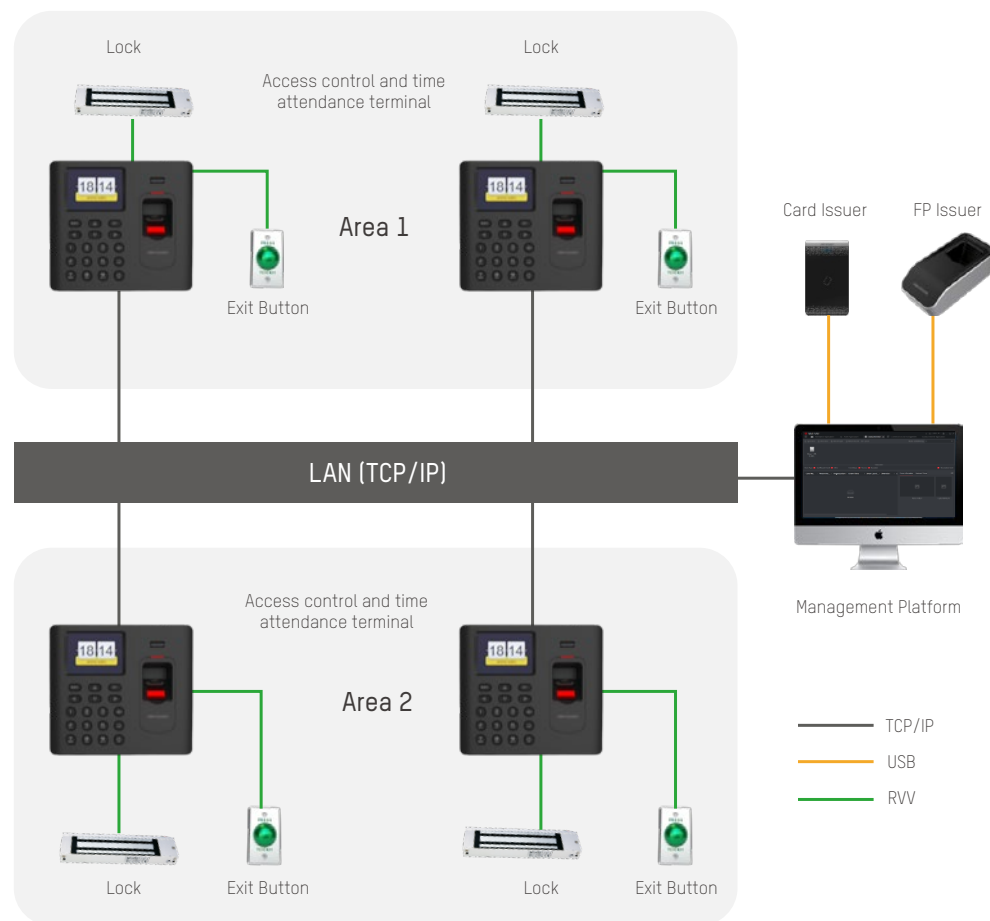 Lock
Lock
Access control and time
attendance terminal
18 14
18 14
Area 1
Card Issuer
FP Issuer
Exit Button
Exit Button
LAN (TCP/IP)
Access control and time
attendance terminal
Management Platform
18 14
18 14
Area 2
TCP/IP
USB
RVV
Lock
Exit Button
Lock
Exit Button